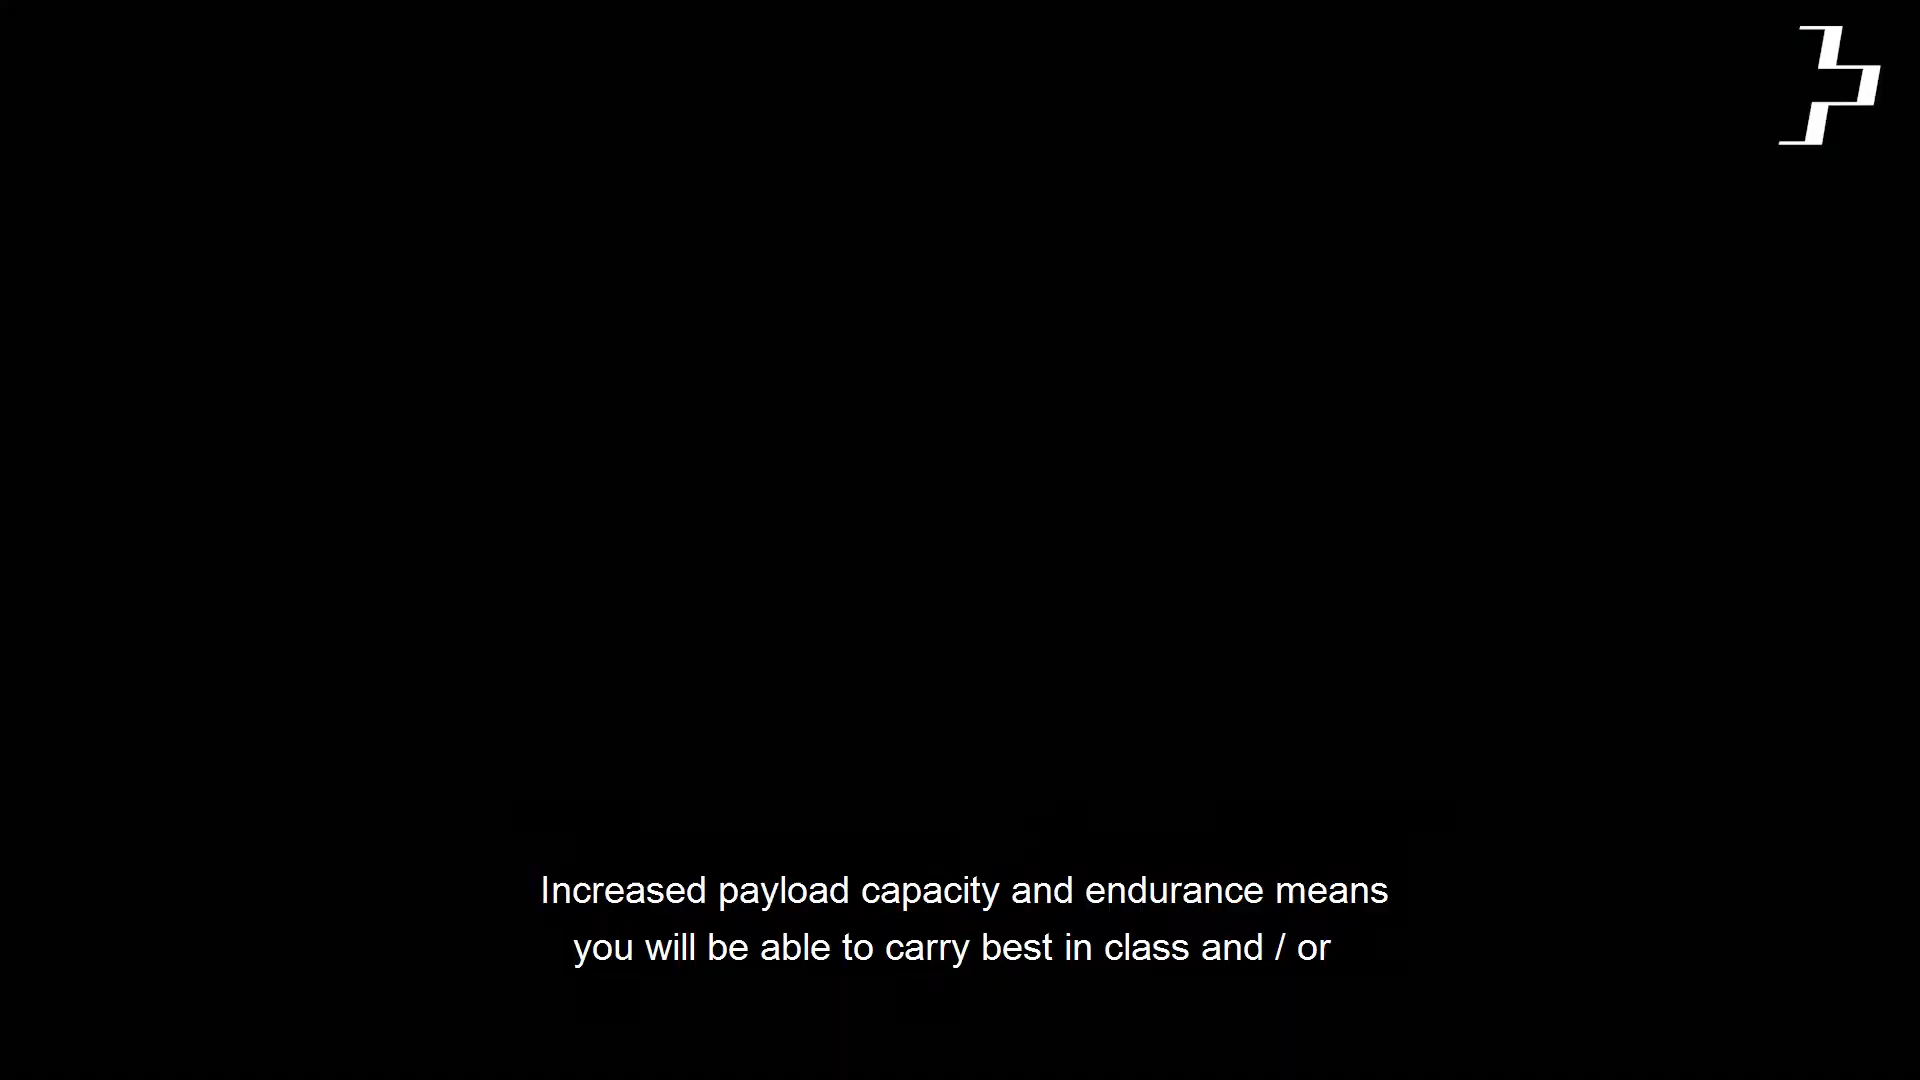 Increased payload capacity and endurance means
you will be able to carry best in class and / or